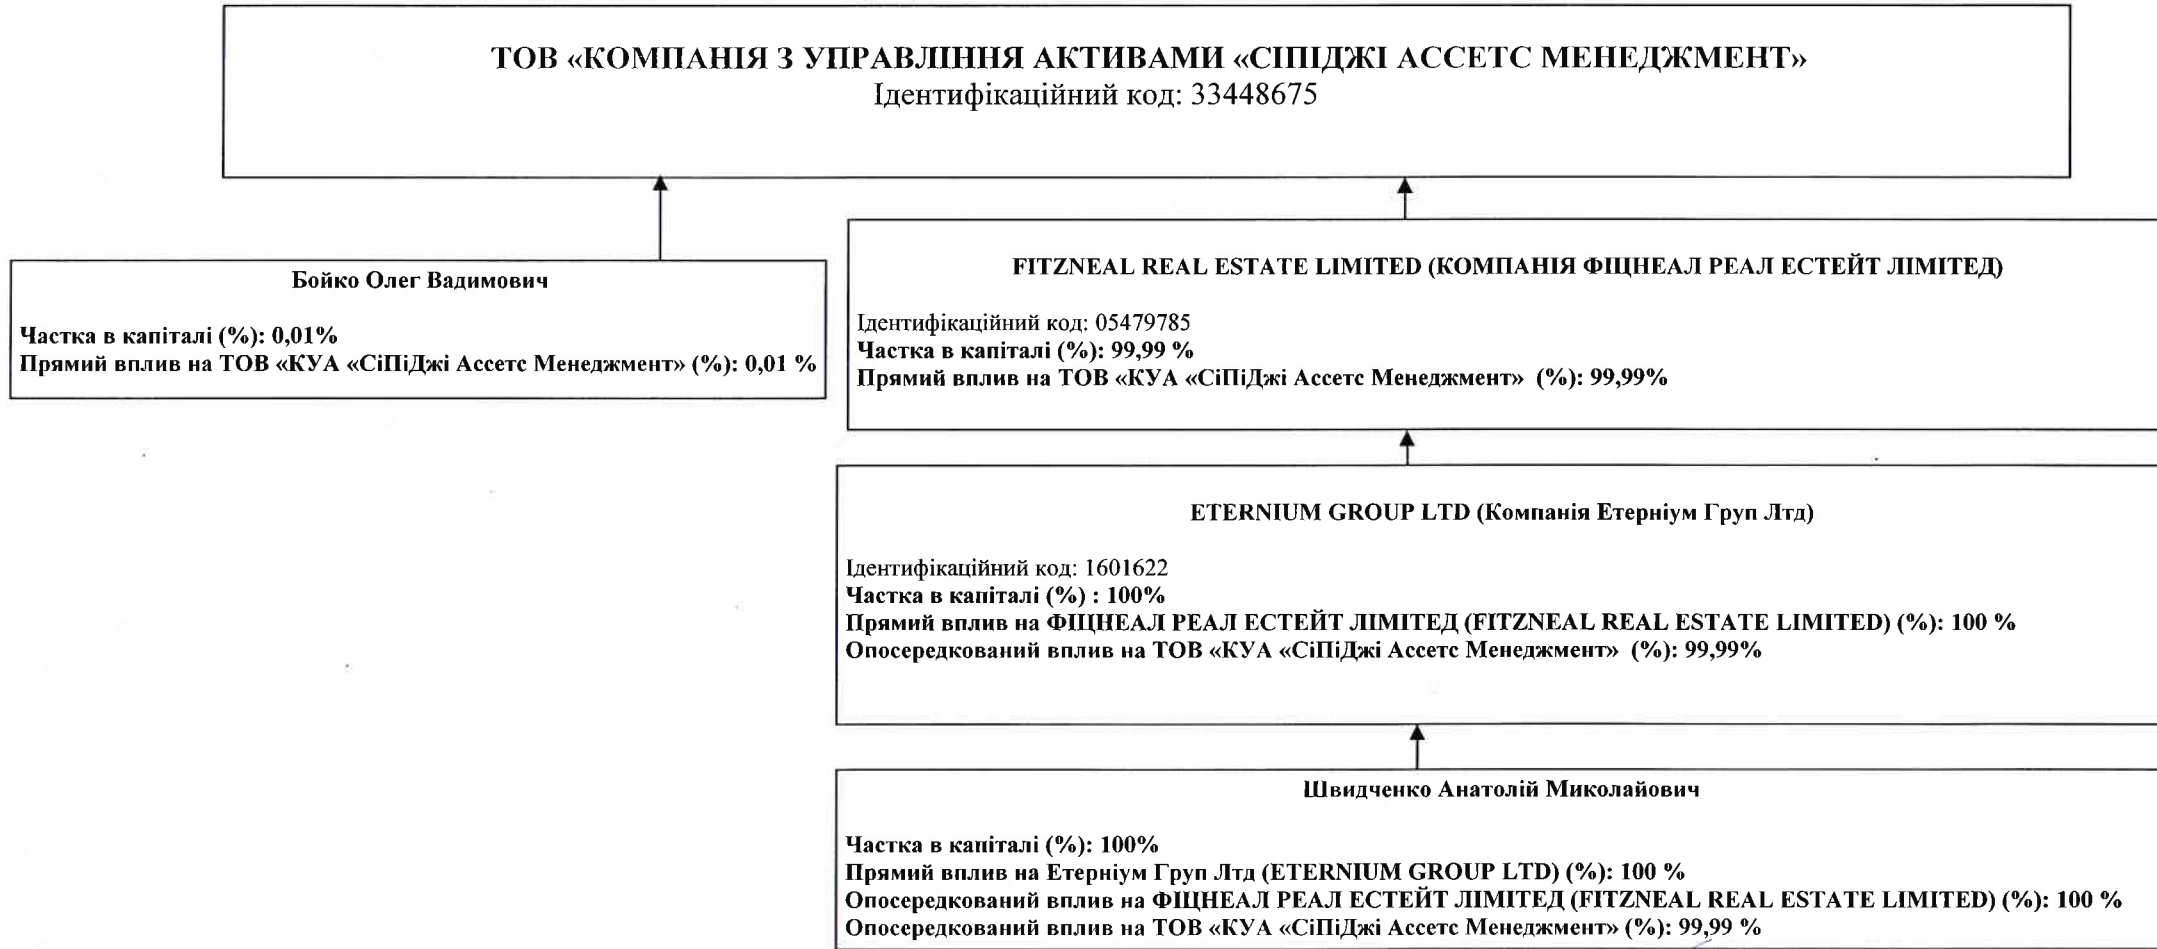 ТОВ «КОМПАНІЯ З УПРАВЛІННЯ АКТИВАМИ «СІПІДЖІ АССЕТС МЕНЕДЖМЕНТ»
Ідентифікаційний код: 33448675
Бойко Олег Вадимович
Частка в капіталі (%): 0,01%
Прямий вплив на ТОВ «КУА «СіПіДжі Ассетс Менеджмент» (%): 0,01 %
FITZNEAL REAL ESTATE LIMITED (КОМПАНІЯ ФІЦНЕАЛ РЕАЛ ЕСТЕЙТ ЛІМІТЕД)
Ідентифікаційний код: 05479785
Частка в капіталі (%): 99,99 %
Прямий вплив на ТОВ «КУА «СіПіДжі Ассетс Менеджмент» (%): 99,99%
ETERNIUM GROUP LTD (Компанія Етерніум Груп Лтд)
Ідентифікаційний код: 1601622
Частка в капіталі (%) : 100%
Прямий вплив на ФІЦНЕАЛ РЕАЛ ЕСТЕЙТ ЛІМІТЕД (FITZNEAL REAL ESTATE LIMITED) (%): 100 %
Опосередкований вплив на ТОВ «КУА «СіПіДжі Ассетс Менеджмент» (%): 99,99%
Швидченко Анатолій Миколайович
Частка в капіталі (%): 100%
Прямий вплив на Етерніум Груп Лтд (ETERNIUM GROUP LTD) (%): 100 %
Опосередкований вплив на ФІЦНЕАЛ РЕАЛ ЕСТЕЙТ ЛІМІТЕД (FITZNEAL REAL ESTATE LIMITED) (%): 100 %
Опосередкований вплив на ТОВ «КУА «СіПіДжі Ассетс Менеджмент» (%): 99,99 %